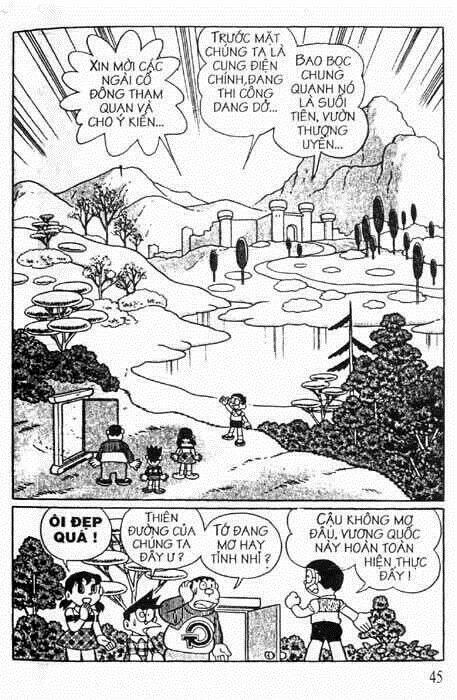 XIN MỜI CÁC
NGÀI CỔ
ĐÔNG THAM
QUAN VÀ
CHO Ý KIẾN...
TRƯỚC MẶT
CHÚNG TA LÀ
CUNG ĐIỆN
CHÍNH, ĐANG
THI CÔNG
DANG DỞ...
BAO BỌC
CHUNG
QUANH NÓ
LÀ SUỐI
TIÊN, VƯỜN
THƯỢNG
UYỂN...
ÔI ĐẸP
QUÁ !
THIÊN
ĐƯỜNG CỦA
CHÚNG TA
ĐÂY Ư ?
TỚ ĐANG
MƠ HAY
TỈNH NHỈ ?
CẬU KHÔNG MƠ
ĐÂU, VƯƠNG QUỐC
NÀY HOÀN TOÀN
HIỆN THỰC
ĐẤY !
45